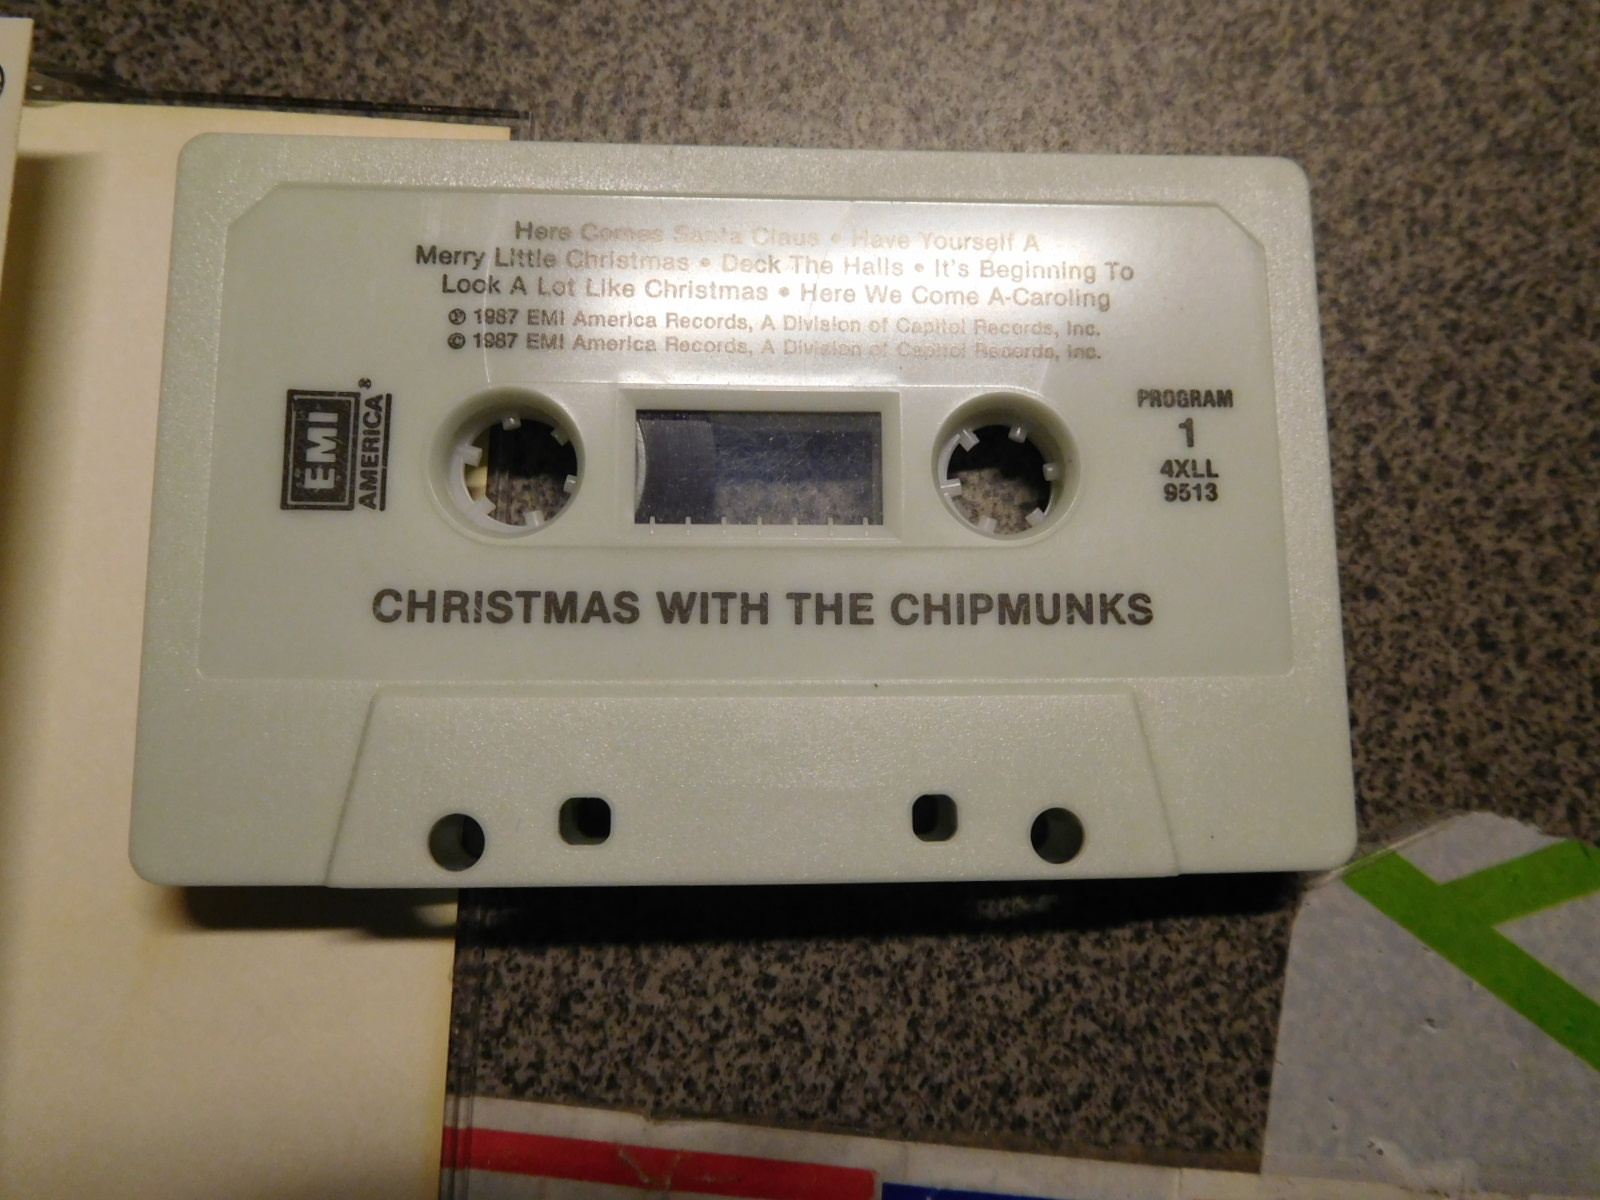 Here Comes Santa Claus • Have Yourself A
Merry Little Christmas • Deck The Halls • It's Beginning To
Look A Lot Like Christmas • Here We Come A-Caroling
℗ 1987 EMI America Records, A Division of Capitol Records, Inc.
© 1987 EMI America Records, A Division of Capitol Records, Inc.
EMI
AMERICA®
PROGRAM
1
4XLL
9513
CHRISTMAS WITH THE CHIPMUNKS